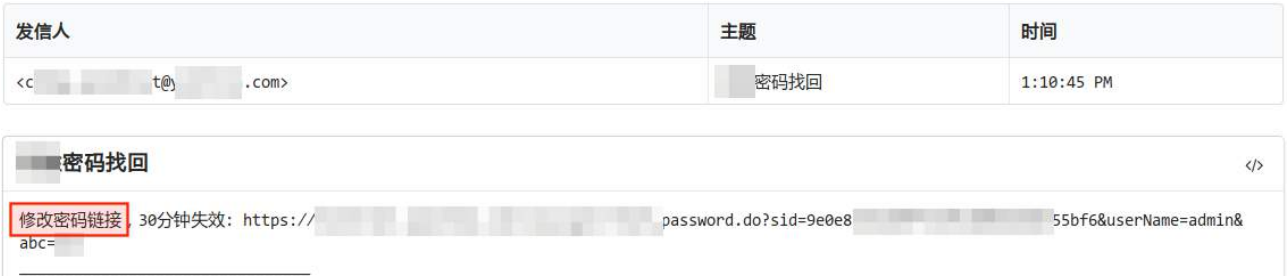 发信人 主题 时间
<c t@y .com> 密码找回 1:10:45 PM
密码找回 </>
修改密码链接, 30分钟失效: https:// password.do?sid=9e0e8 55bf6&userName=admin&
abc=